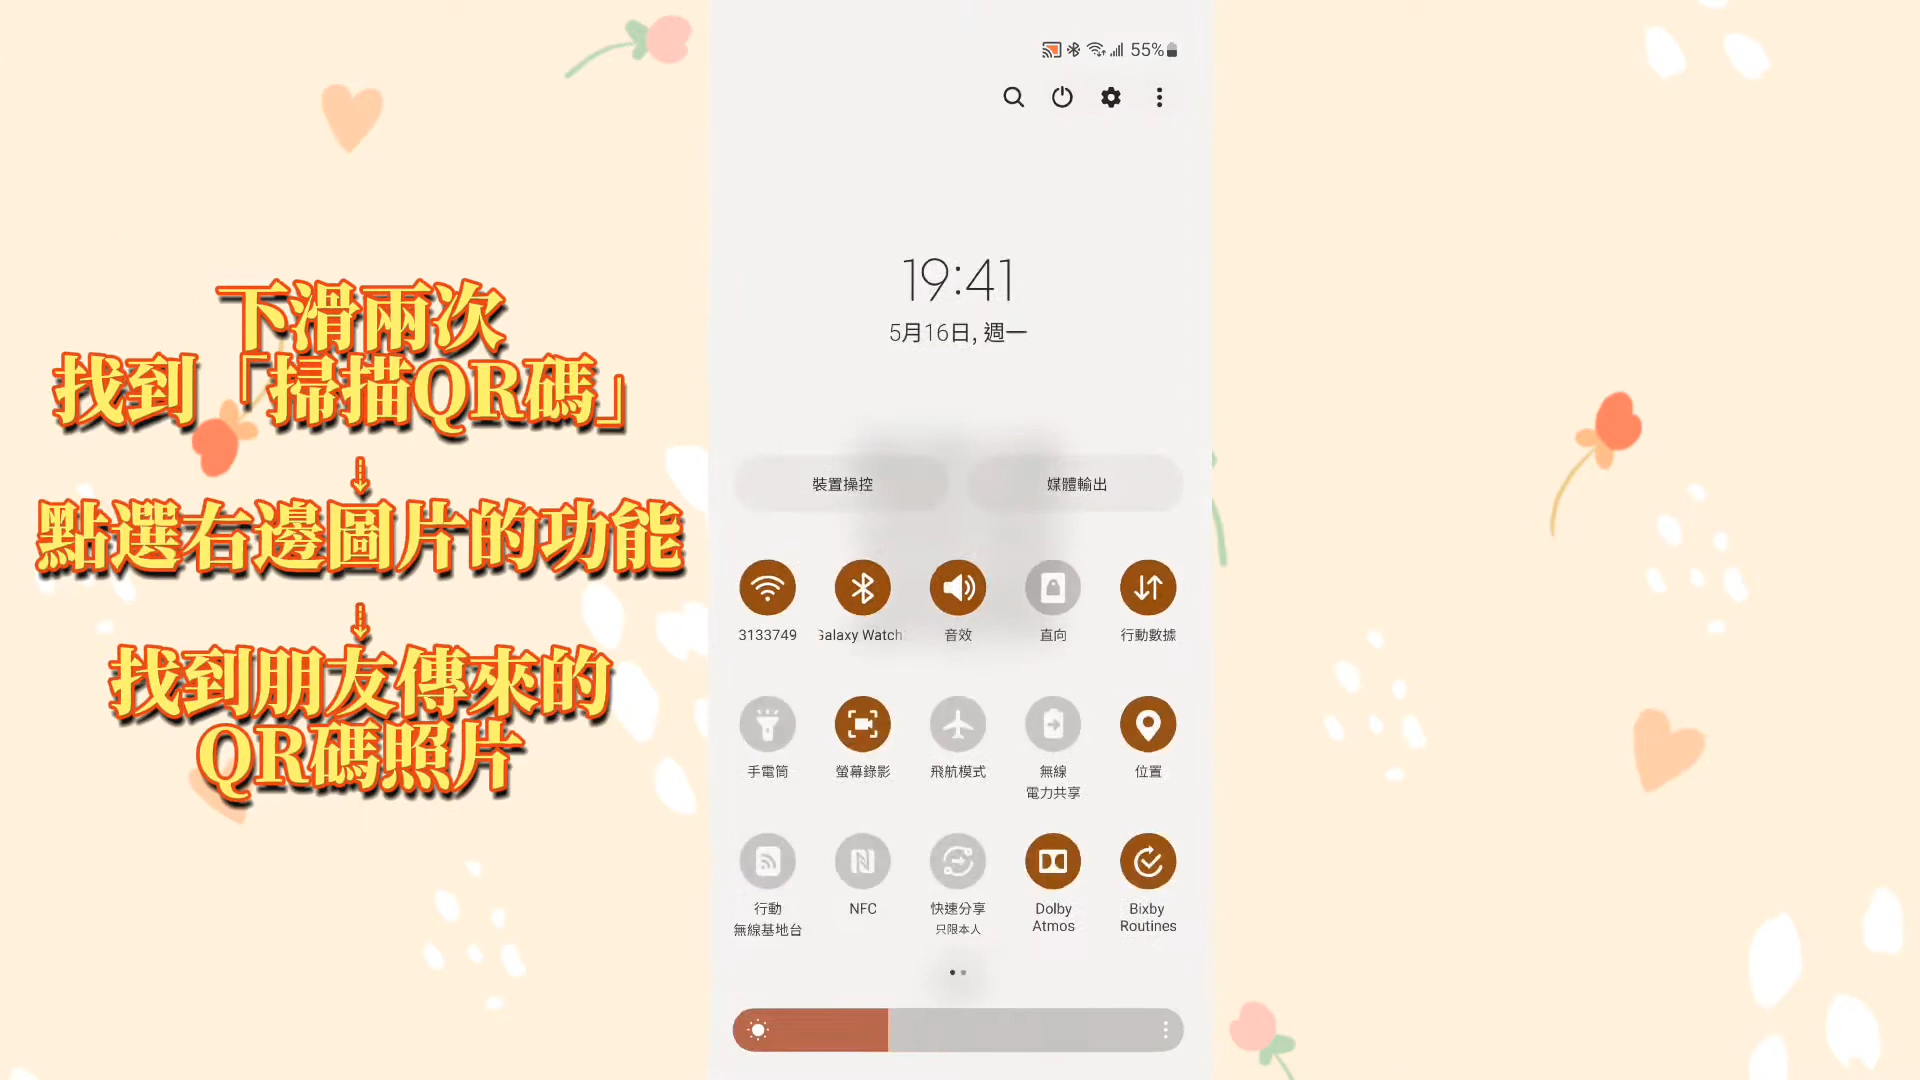 下滑兩次
找到「掃描QR碼」
↓
點選右邊圖片的功能
↓
找到朋友傳來的
QR碼照片
55%
19:41
5月16日, 週一
裝置操控
媒體輸出
3133749
Galaxy Watch
音效
直向
行動數據
手電筒
螢幕錄影
飛航模式
無線
電力共享
位置
行動
無線基地台
NFC
快速分享
只限本人
Dolby
Atmos
Bixby
Routines